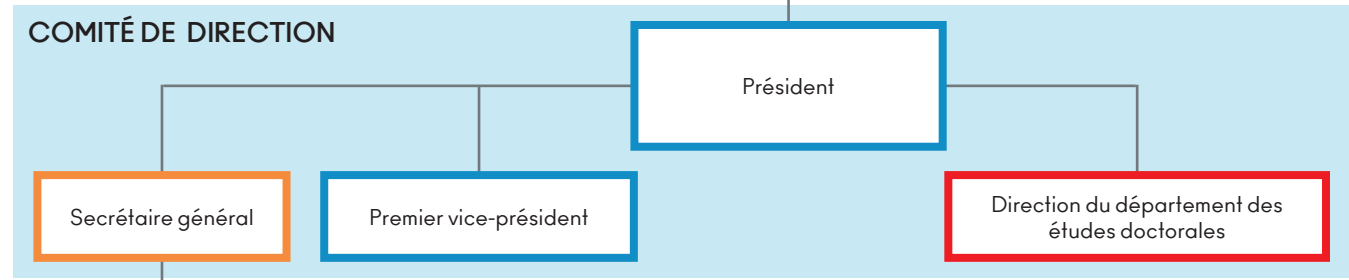 COMITÉ DE DIRECTION
Président
Secrétaire général
Premier vice-président
Direction du département des
études doctorales